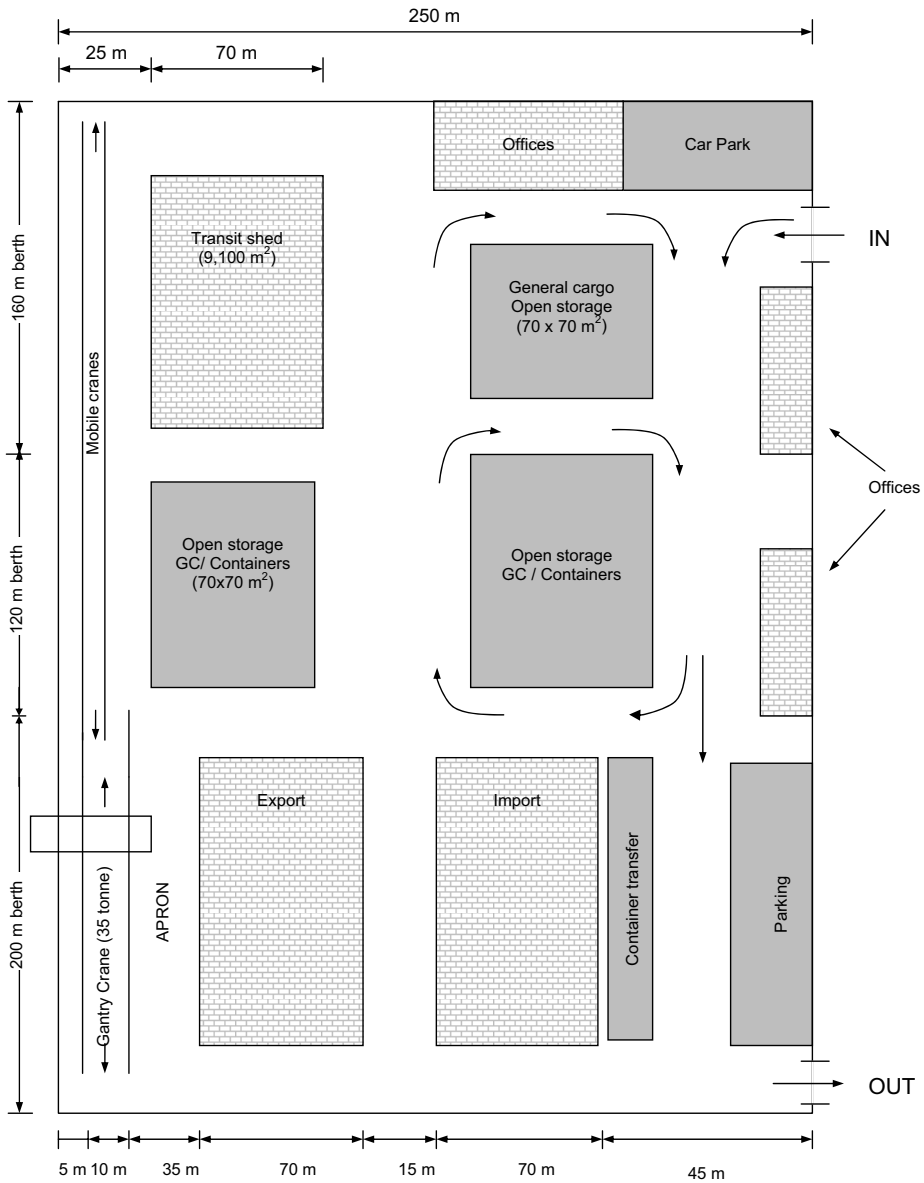 250 m
25 m
70 m
Offices
Car Park
IN
Transit shed
(9,100 m²)
General cargo
Open storage
(70 x 70 m²)
160 m berth
Mobile cranes
Offices
Open storage
GC/ Containers
(70x70 m²)
Open storage
GC / Containers
120 m berth
Export
Import
200 m berth
Gantry Crane (35 tonne)
APRON
Container transfer
Parking
OUT
5 m
10 m
35 m
70 m
15 m
70 m
45 m